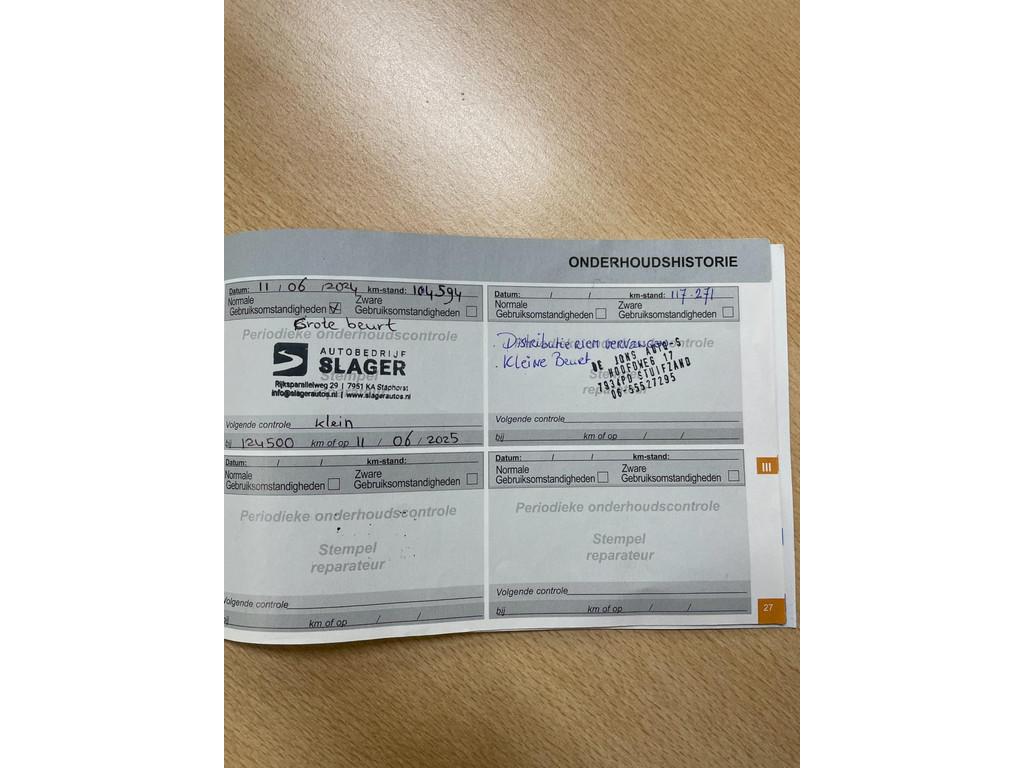 ONDERHOUDSHISTORIE
Datum: 11 / 06 / 2024 km-stand: 104594
Normale Gebruiksomstandigheden ☑ Zware Gebruiksomstandigheden ☐
Grote beurt
Periodieke onderhoudscontrole
AUTOBEDRIJF
SLAGER
Stempel
Rijksparallelweg 29 | 7951 KA Staphorst
info@slagerautos.nl | www.slagerautos.nl
Volgende controle klein
bij 124500 km of op 11 / 06 / 2025
Datum: / / km-stand: 117.271
Normale Gebruiksomstandigheden ☐ Zware Gebruiksomstandigheden ☐
. Distributie riem vervangen
. Kleine Beurt
DE JONG AUTO-S
HOOFDWEG 17
7934PD STUIFZAND
06-55527295
Volgende controle
bij km of op / /
Datum: / / km-stand:
Normale Gebruiksomstandigheden ☐ Zware Gebruiksomstandigheden ☐
Periodieke onderhoudscontrole
Stempel
reparateur
Volgende controle
bij km of op / /
Datum: / / km-stand:
Normale Gebruiksomstandigheden ☐ Zware Gebruiksomstandigheden ☐
Periodieke onderhoudscontrole
Stempel
reparateur
Volgende controle
bij km of op / /
III
27